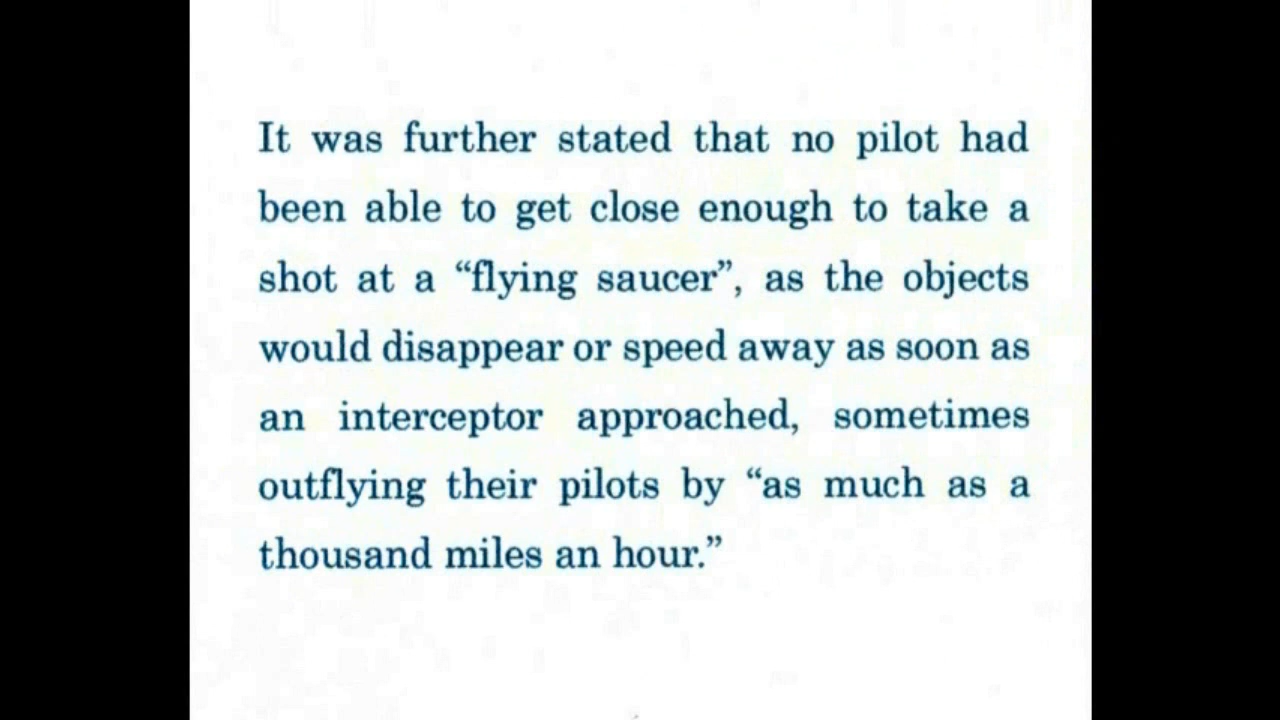 It was further stated that no pilot had
been able to get close enough to take a
shot at a “flying saucer”, as the objects
would disappear or speed away as soon as
an interceptor approached, sometimes
outflying their pilots by “as much as a
thousand miles an hour.”